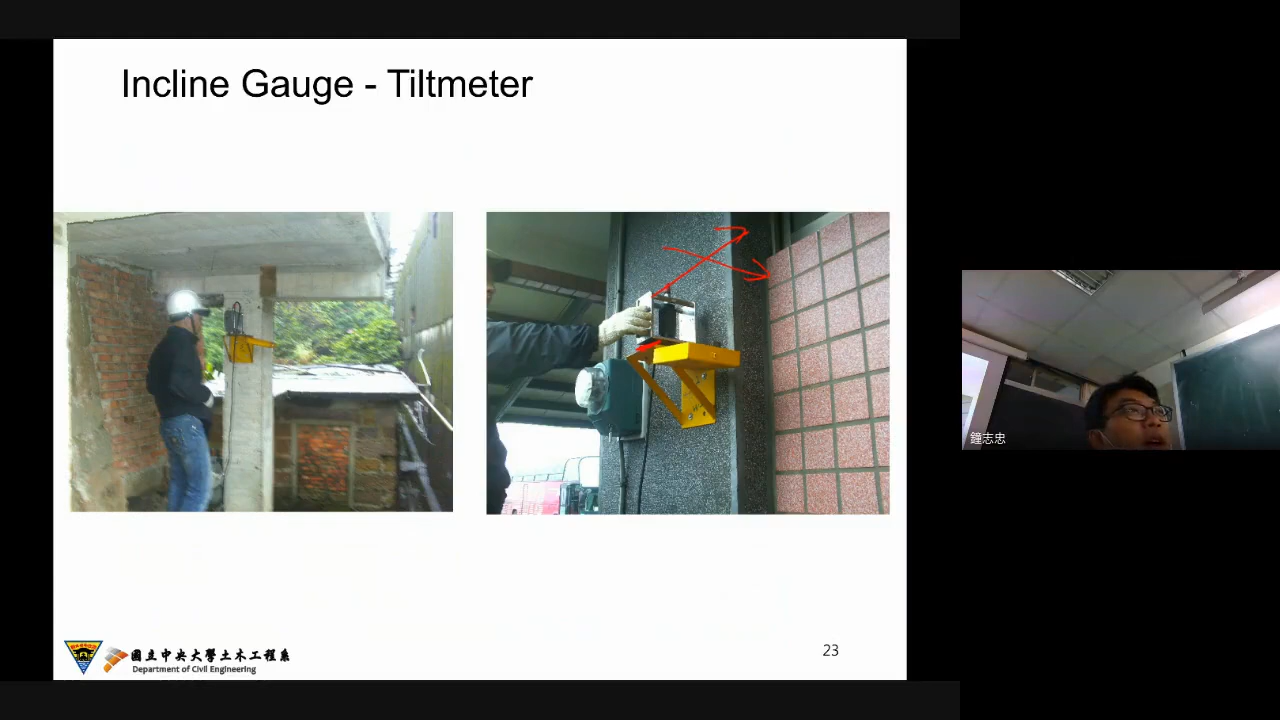 Incline Gauge - Tiltmeter
國立中央大學土木工程系
Department of Civil Engineering
23
鐘志忠